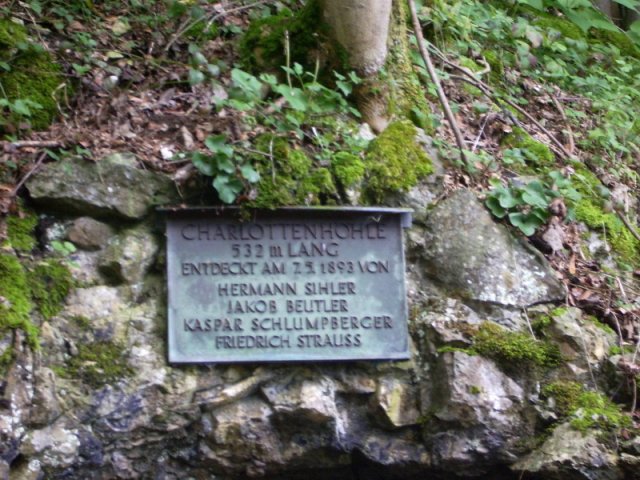 CHARLOTTENHÖHLE
532 m LANG
ENTDECKT AM 7.5.1893 VON
HERMANN SIHLER
JAKOB BEUTLER
KASPAR SCHLUMPBERGER
FRIEDRICH STRAUSS